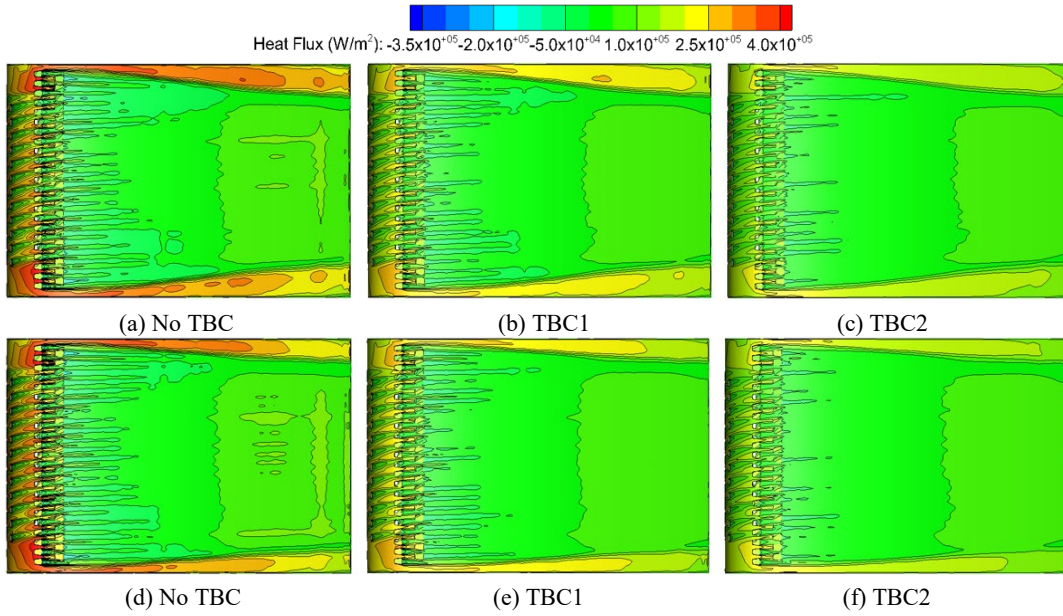 Heat Flux (W/m²): -3.5x10⁺⁰⁵ -2.0x10⁺⁰⁵ -5.0x10⁺⁰⁴ 1.0x10⁺⁰⁵ 2.5x10⁺⁰⁵ 4.0x10⁺⁰⁵
(a) No TBC (b) TBC1 (c) TBC2
(d) No TBC (e) TBC1 (f) TBC2